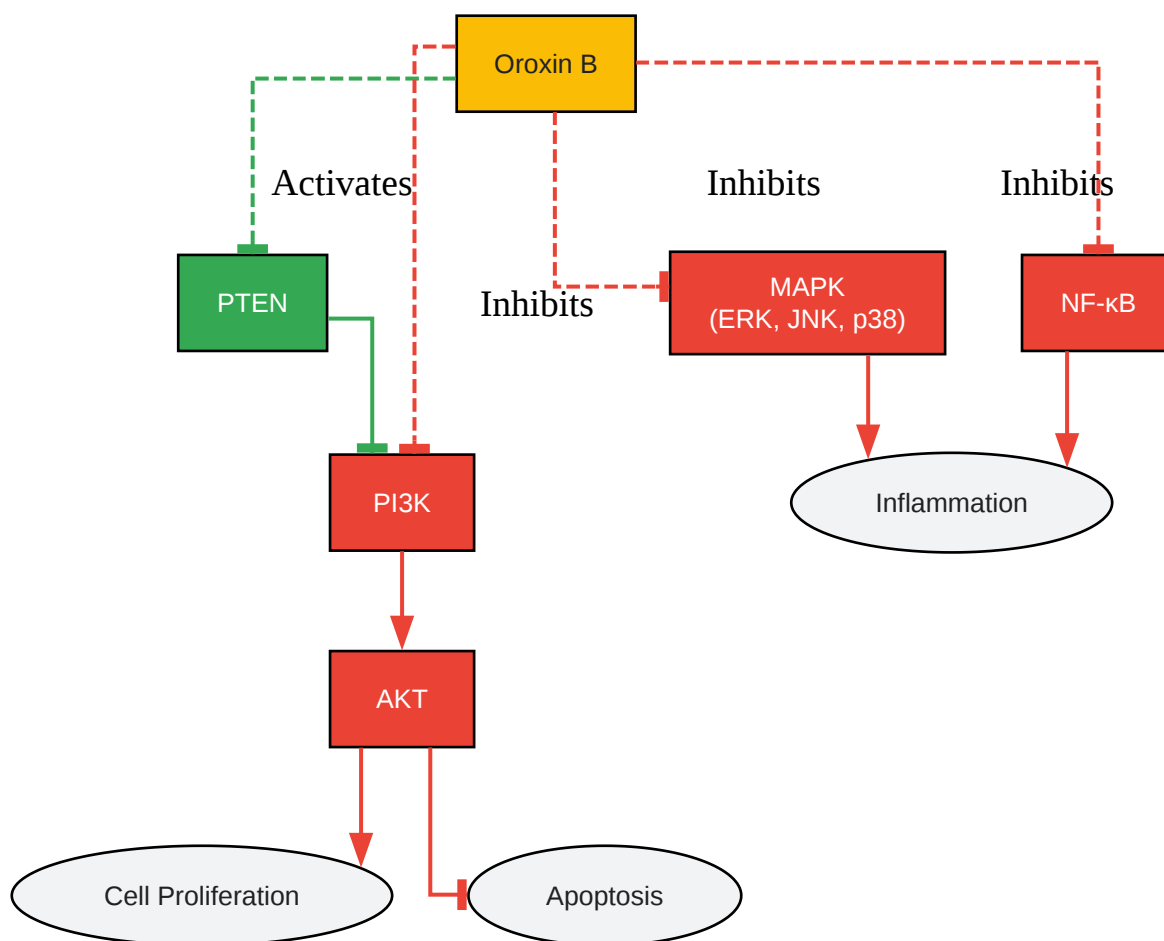 Oroxin B
Activates
Inhibits
Inhibits
Inhibits
PTEN
MAPK
(ERK, JNK, p38)
NF-κB
PI3K
Inflammation
AKT
Cell Proliferation
Apoptosis